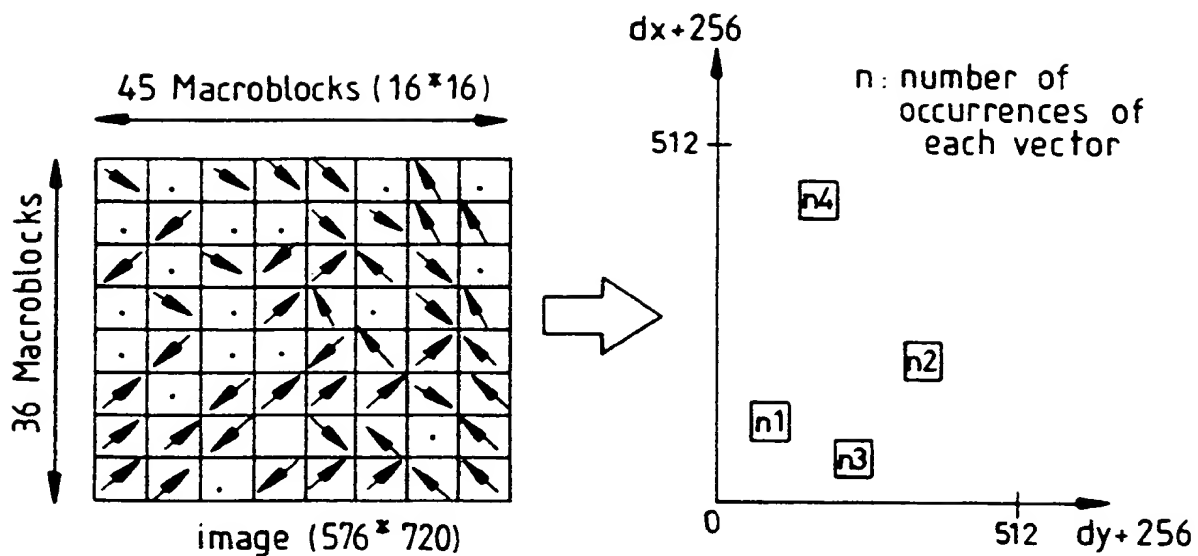 45 Macroblocks (16*16)
36 Macroblocks
image (576*720)
dx+256
n: number of
occurrences of
each vector
512
n4
n2
n1
n3
0
512
dy+256